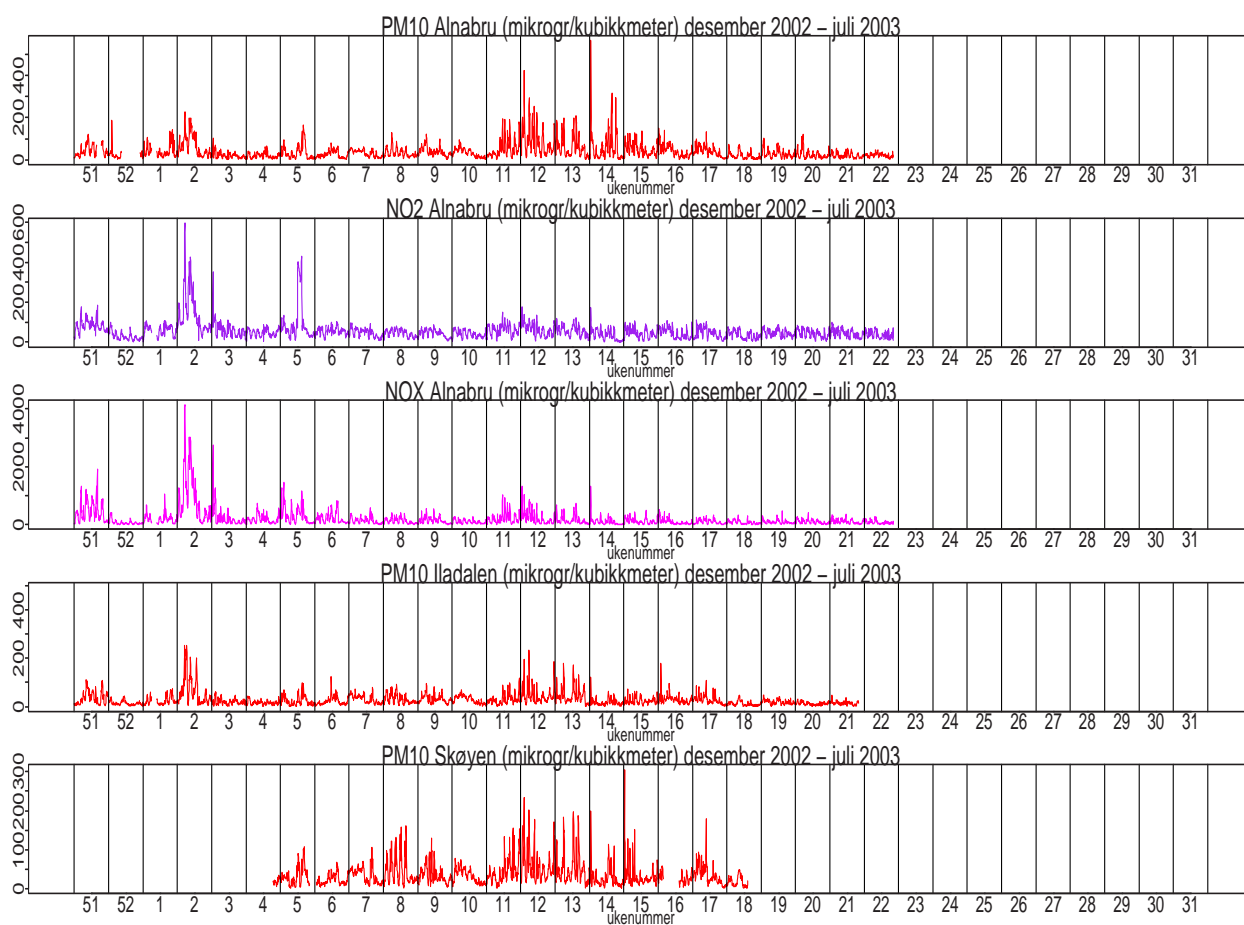 PM10 Alnabru (mikrogr/kubikkmeter) desember 2002 – juli 2003
0 200 400
51 52 1 2 3 4 5 6 7 8 9 10 11 12 13 14 15 16 17 18 19 20 21 22 23 24 25 26 27 28 29 30 31
ukenummer
NO2 Alnabru (mikrogr/kubikkmeter) desember 2002 – juli 2003
0 200 400 600
51 52 1 2 3 4 5 6 7 8 9 10 11 12 13 14 15 16 17 18 19 20 21 22 23 24 25 26 27 28 29 30 31
ukenummer
NOX Alnabru (mikrogr/kubikkmeter) desember 2002 – juli 2003
0 2000 4000
51 52 1 2 3 4 5 6 7 8 9 10 11 12 13 14 15 16 17 18 19 20 21 22 23 24 25 26 27 28 29 30 31
ukenummer
PM10 Iladalen (mikrogr/kubikkmeter) desember 2002 – juli 2003
0 200 400
51 52 1 2 3 4 5 6 7 8 9 10 11 12 13 14 15 16 17 18 19 20 21 22 23 24 25 26 27 28 29 30 31
ukenummer
PM10 Skøyen (mikrogr/kubikkmeter) desember 2002 – juli 2003
0 100 200 300
51 52 1 2 3 4 5 6 7 8 9 10 11 12 13 14 15 16 17 18 19 20 21 22 23 24 25 26 27 28 29 30 31
ukenummer